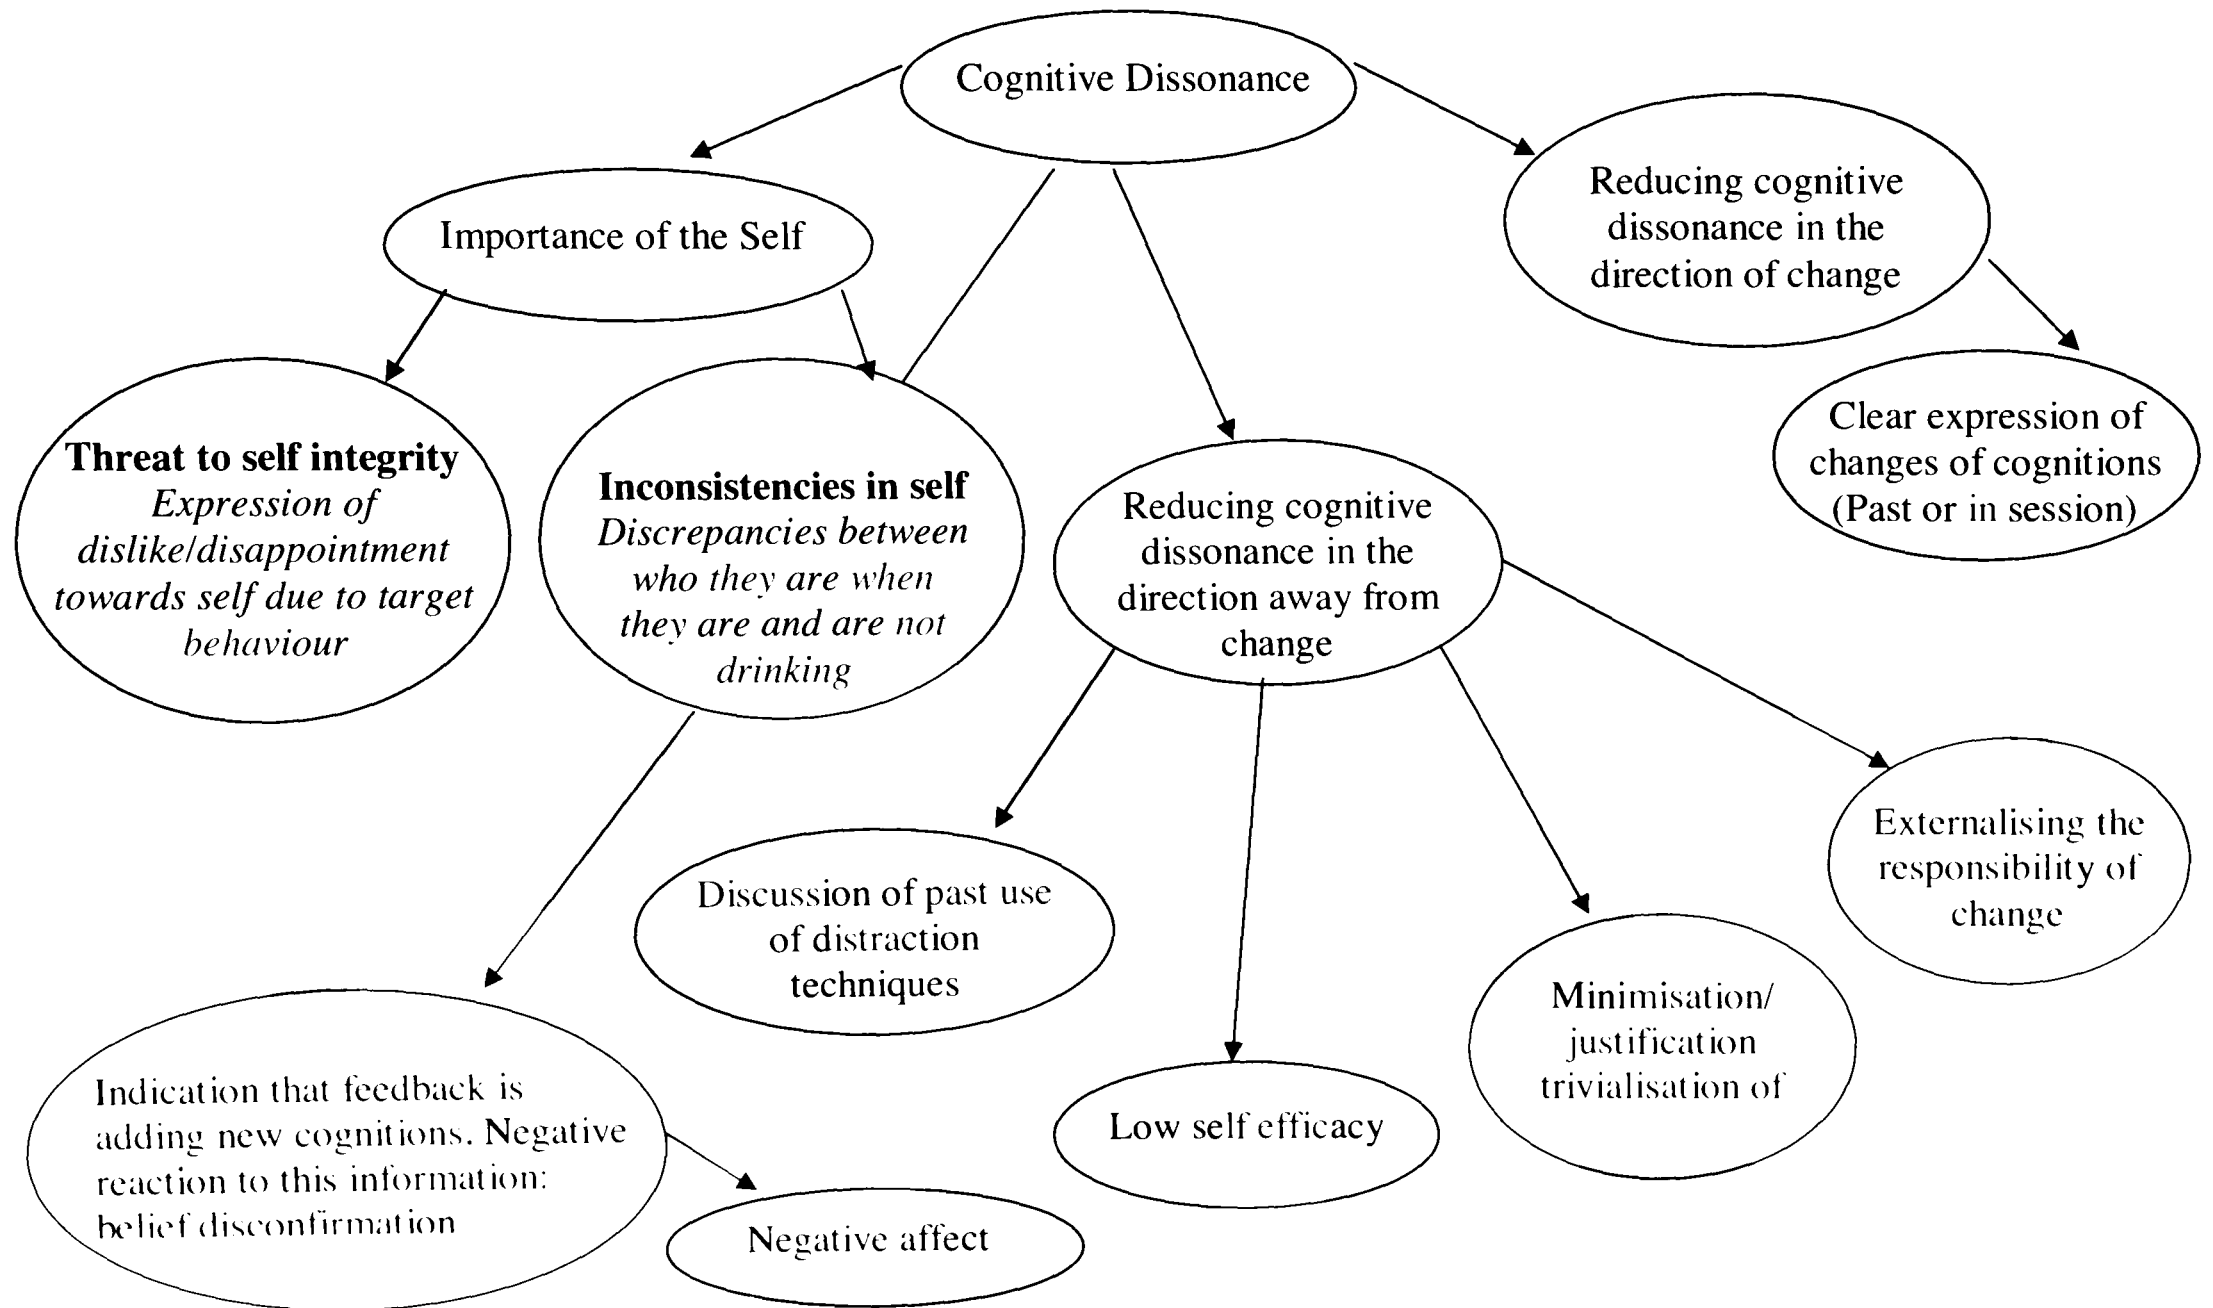 Cognitive Dissonance
Importance of the Self
Reducing cognitive
dissonance in the
direction of change
Threat to self integrity
Expression of
dislike/disappointment
towards self due to target
behaviour
Inconsistencies in self
Discrepancies between
who they are when
they are and are not
drinking
Reducing cognitive
dissonance in the
direction away from
change
Clear expression of
changes of cognitions
(Past or in session)
Discussion of past use
of distraction
techniques
Externalising the
responsibility of
change
Minimisation/
justification
trivialisation of
Low self efficacy
Indication that feedback is
adding new cognitions. Negative
reaction to this information:
belief disconfirmation
Negative affect